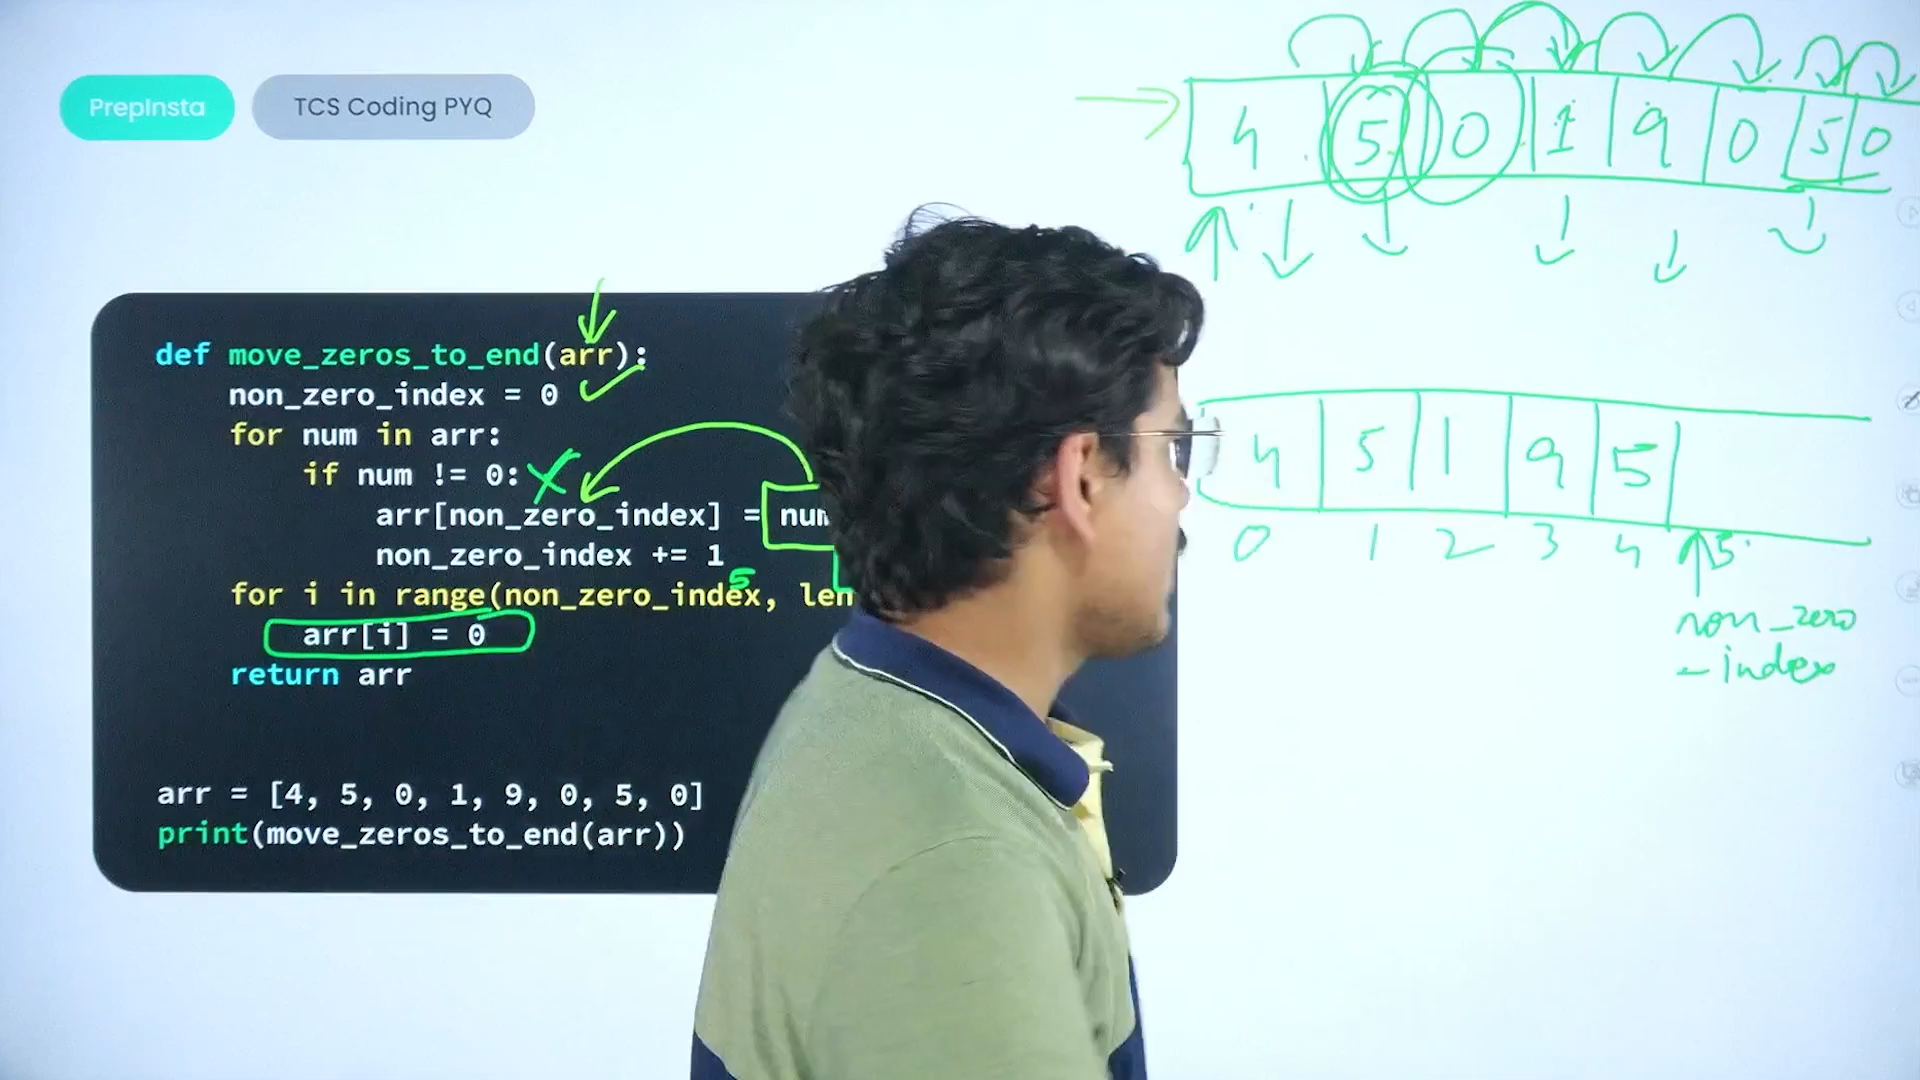 PrepInsta
TCS Coding PYQ
4 5 0 1 9 0 5 0
def move_zeros_to_end(arr):
non_zero_index = 0
for num in arr:
if num != 0:
arr[non_zero_index] = num
non_zero_index += 1
5
for i in range(non_zero_index, len
arr[i] = 0
return arr
arr = [4, 5, 0, 1, 9, 0, 5, 0]
print(move_zeros_to_end(arr))
4 5 1 9 5
0 1 2 3 4 5
non_zero
-index